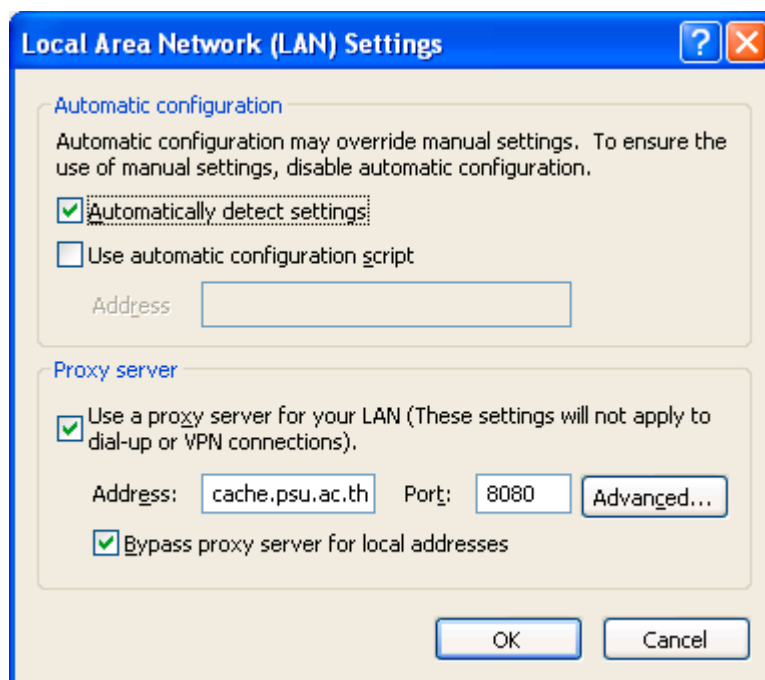 Local Area Network (LAN) Settings
Automatic configuration
Automatic configuration may override manual settings. To ensure the
use of manual settings, disable automatic configuration.
Automatically detect settings
Use automatic configuration script
Address
Proxy server
Use a proxy server for your LAN (These settings will not apply to
dial-up or VPN connections).
Address: cache.psu.ac.th Port: 8080 Advanced...
Bypass proxy server for local addresses
OK Cancel